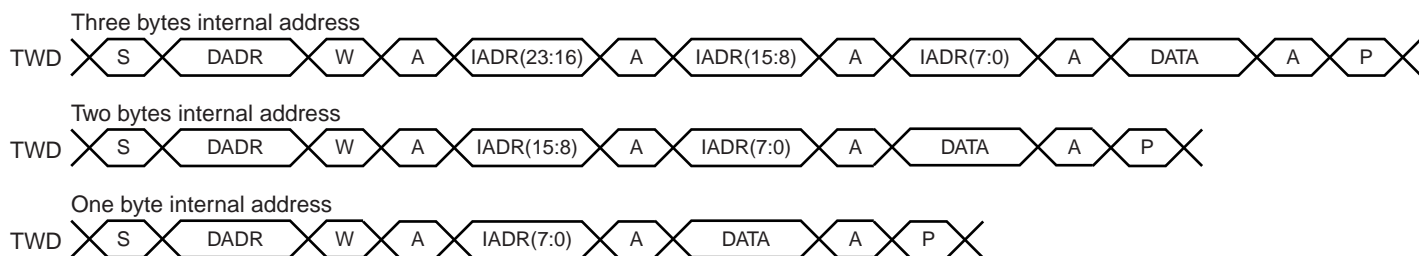 Three bytes internal address
TWD S DADR W A IADR(23:16) A IADR(15:8) A IADR(7:0) A DATA A P
Two bytes internal address
TWD S DADR W A IADR(15:8) A IADR(7:0) A DATA A P
One byte internal address
TWD S DADR W A IADR(7:0) A DATA A P